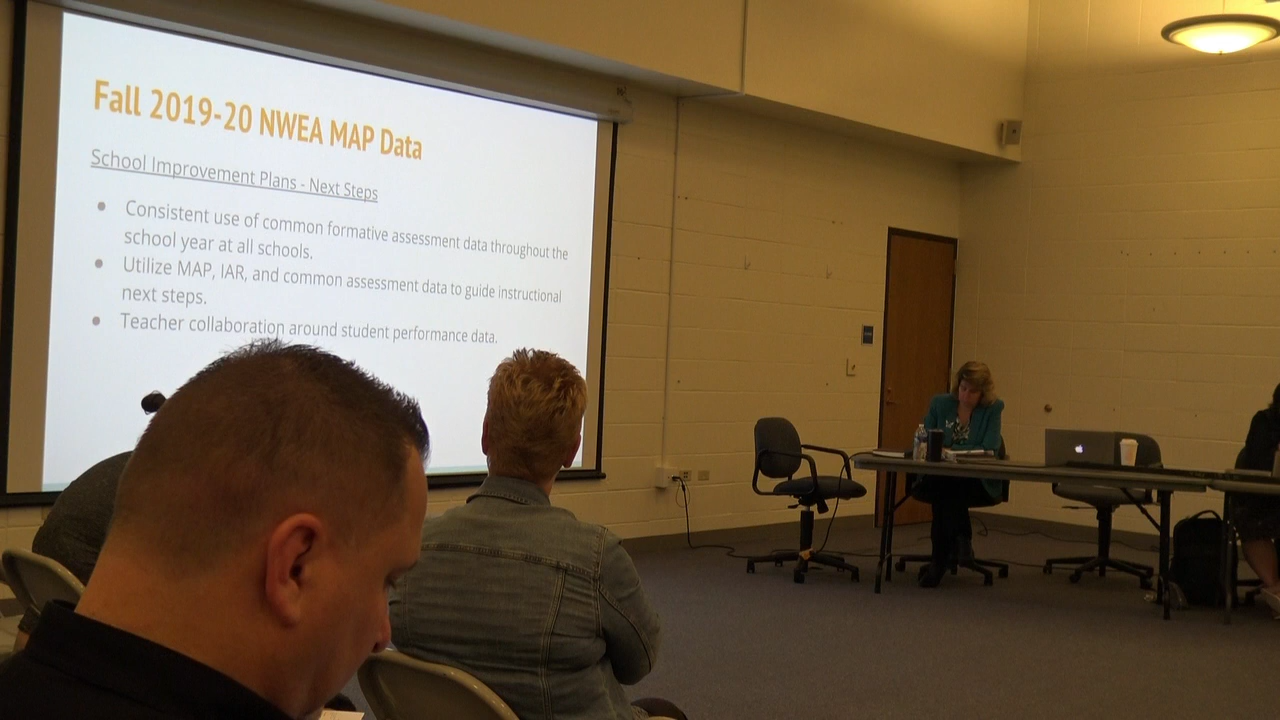 Fall 2019-20 NWEA MAP Data
School Improvement Plans - Next Steps
• Consistent use of common formative assessment data throughout the
school year at all schools.
• Utilize MAP, IAR, and common assessment data to guide instructional
next steps.
• Teacher collaboration around student performance data.